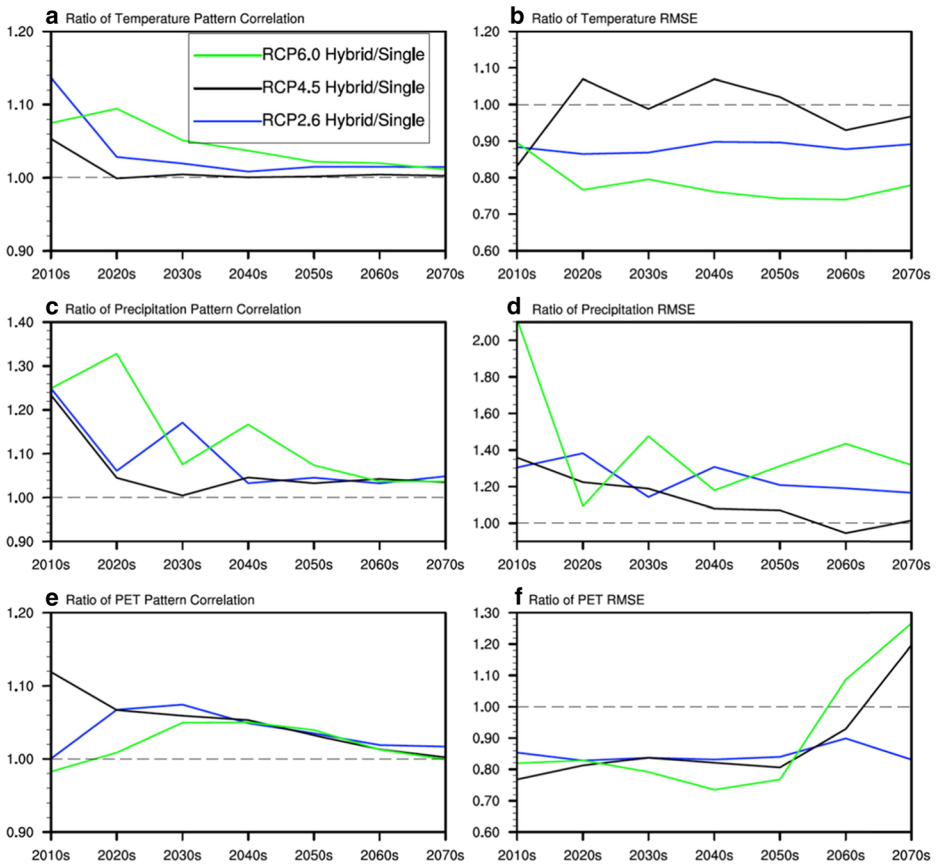 a Ratio of Temperature Pattern Correlation
1.20
1.10
1.00
0.90
RCP6.0 Hybrid/Single
RCP4.5 Hybrid/Single
RCP2.6 Hybrid/Single
2010s 2020s 2030s 2040s 2050s 2060s 2070s
b Ratio of Temperature RMSE
1.20
1.10
1.00
0.90
0.80
0.70
0.60
2010s 2020s 2030s 2040s 2050s 2060s 2070s
c Ratio of Precipitation Pattern Correlation
1.40
1.30
1.20
1.10
1.00
0.90
2010s 2020s 2030s 2040s 2050s 2060s 2070s
d Ratio of Precipitation RMSE
2.00
1.80
1.60
1.40
1.20
1.00
2010s 2020s 2030s 2040s 2050s 2060s 2070s
e Ratio of PET Pattern Correlation
1.20
1.10
1.00
0.90
2010s 2020s 2030s 2040s 2050s 2060s 2070s
f Ratio of PET RMSE
1.30
1.20
1.10
1.00
0.90
0.80
0.70
0.60
2010s 2020s 2030s 2040s 2050s 2060s 2070s